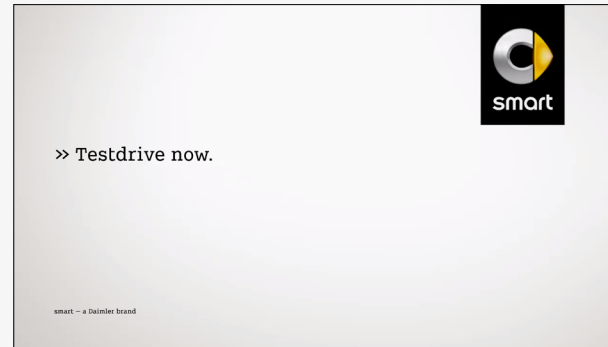 smart
>> Testdrive now.
smart – a Daimler brand